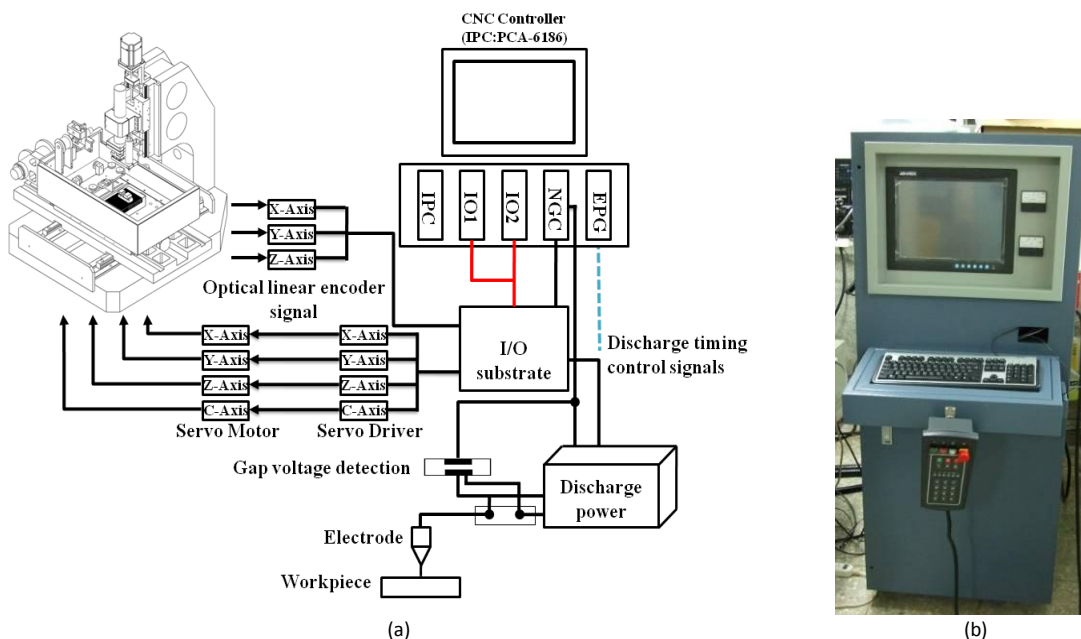 CNC Controller
(IPC:PCA-6186)
IPC
IO1
IO2
NGC
EPG
X-Axis
Y-Axis
Z-Axis
Optical linear encoder
signal
X-Axis
X-Axis
Y-Axis
Y-Axis
Z-Axis
Z-Axis
C-Axis
C-Axis
Servo Motor
Servo Driver
I/O
substrate
Discharge timing
control signals
Gap voltage detection
Discharge
power
Electrode
Workpiece
(a)
(b)